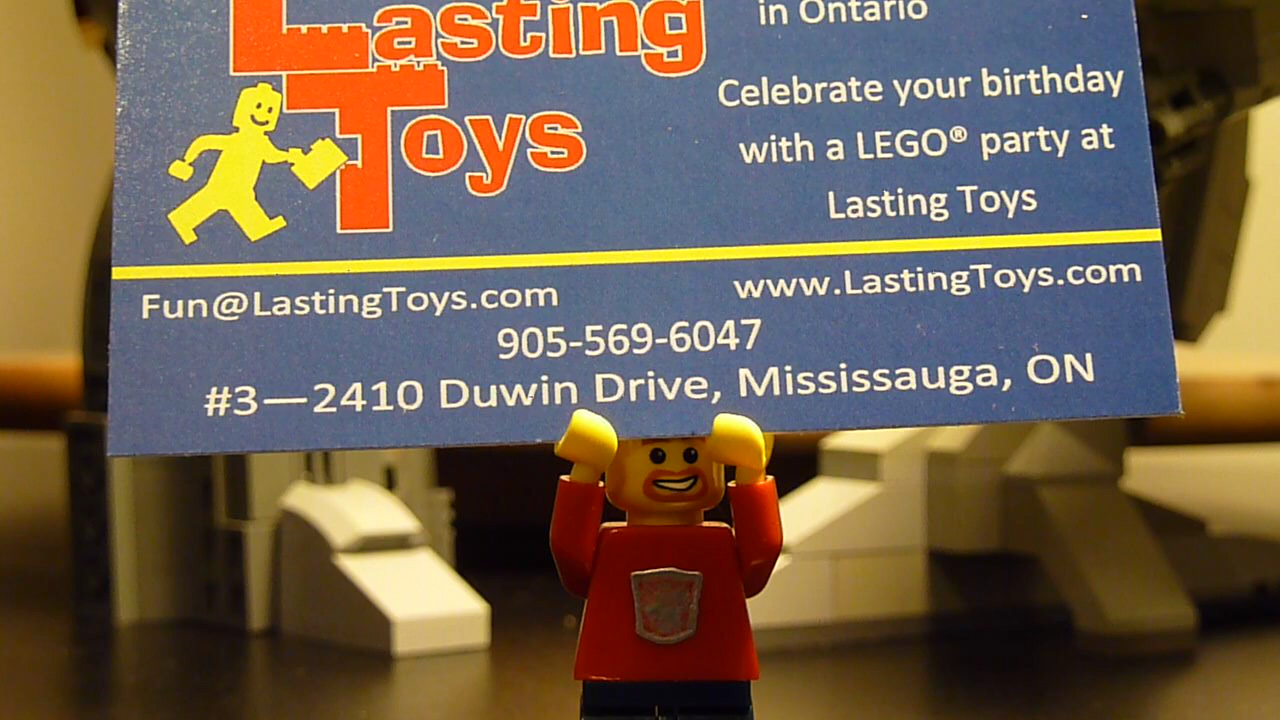 Lasting
Toys
in Ontario
Celebrate your birthday
with a LEGO® party at
Lasting Toys
Fun@LastingToys.com
www.LastingToys.com
905-569-6047
#3—2410 Duwin Drive, Mississauga, ON